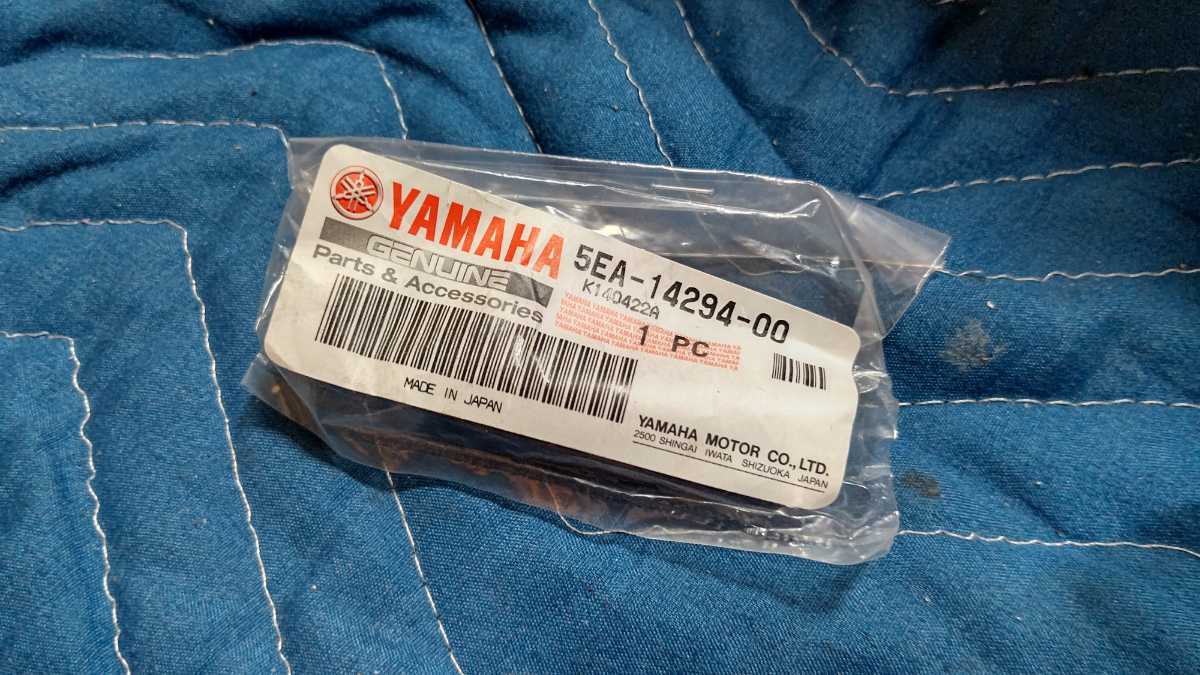 YAMAHA
GENUINE
Parts & Accessories
5EA-14294-00
K140422A
1 PC
MADE IN JAPAN
YAMAHA MOTOR CO., LTD.
2500 SHINGAI IWATA SHIZUOKA JAPAN